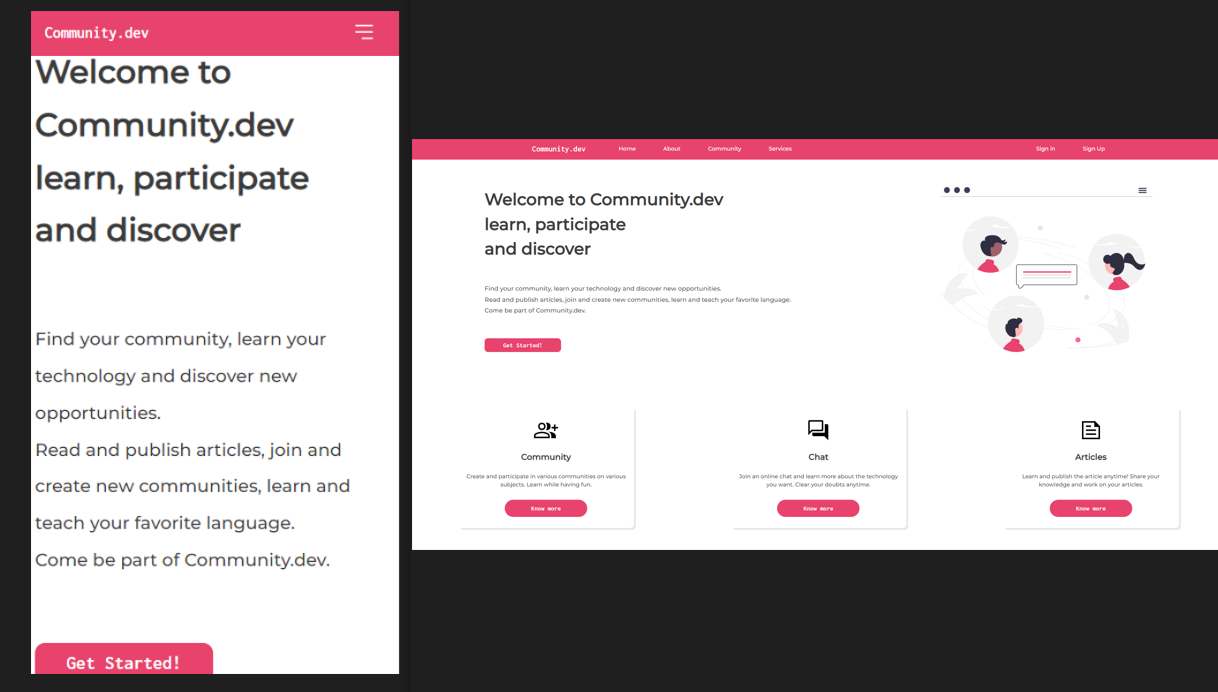 Community.dev
Welcome to
Community.dev
learn, participate
and discover
Find your community, learn your
technology and discover new
opportunities.
Read and publish articles, join and
create new communities, learn and
teach your favorite language.
Come be part of Community.dev.
Get Started!
Community.dev Home About Community Services Sign in Sign Up
Welcome to Community.dev
learn, participate
and discover
Find your community, learn your technology and discover new opportunities.
Read and publish articles, join and create new communities, learn and teach your favorite language.
Come be part of Community.dev.
Get Started!
Community
Create and participate in various communities on various
subjects. Learn while having fun.
Know more
Chat
Join an online chat and learn more about the technology
you want. Clear your doubts anytime.
Know more
Articles
Learn and publish the article anytime! Share your
knowledge and work on your articles.
Know more